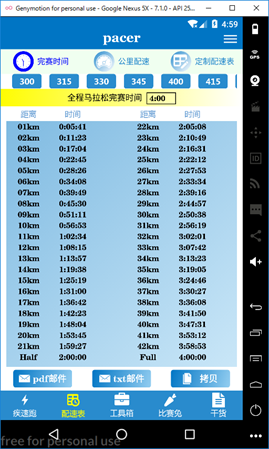 Genymotion for personal use - Google Nexus 5X - 7.1.0 - API 25...
4:59
pacer
完赛时间 公里配速 定制配速表
300 315 330 345 400 415
全程马拉松完赛时间 4:00
距离 时间 距离 时间
01km 0:05:41 22km 2:05:08
02km 0:11:23 23km 2:10:49
03km 0:17:04 24km 2:16:31
04km 0:22:45 25km 2:22:12
05km 0:28:26 26km 2:27:53
06km 0:34:08 27km 2:33:34
07km 0:39:49 28km 2:39:16
08km 0:45:30 29km 2:44:57
09km 0:51:11 30km 2:50:38
10km 0:56:53 31km 2:56:19
11km 1:02:34 32km 3:02:01
12km 1:08:15 33km 3:07:42
13km 1:13:57 34km 3:13:23
14km 1:19:38 35km 3:19:05
15km 1:25:19 36km 3:24:46
16km 1:31:00 37km 3:30:27
17km 1:36:42 38km 3:36:08
18km 1:42:23 39km 3:41:50
19km 1:48:04 40km 3:47:31
20km 1:53:45 41km 3:53:12
21km 1:59:27 42km 3:58:53
Half 2:00:00 Full 4:00:00
pdf邮件 txt邮件 拷贝
疾速跑 配速表 工具箱 比赛兔 干货
free for personal use
GPS
ID